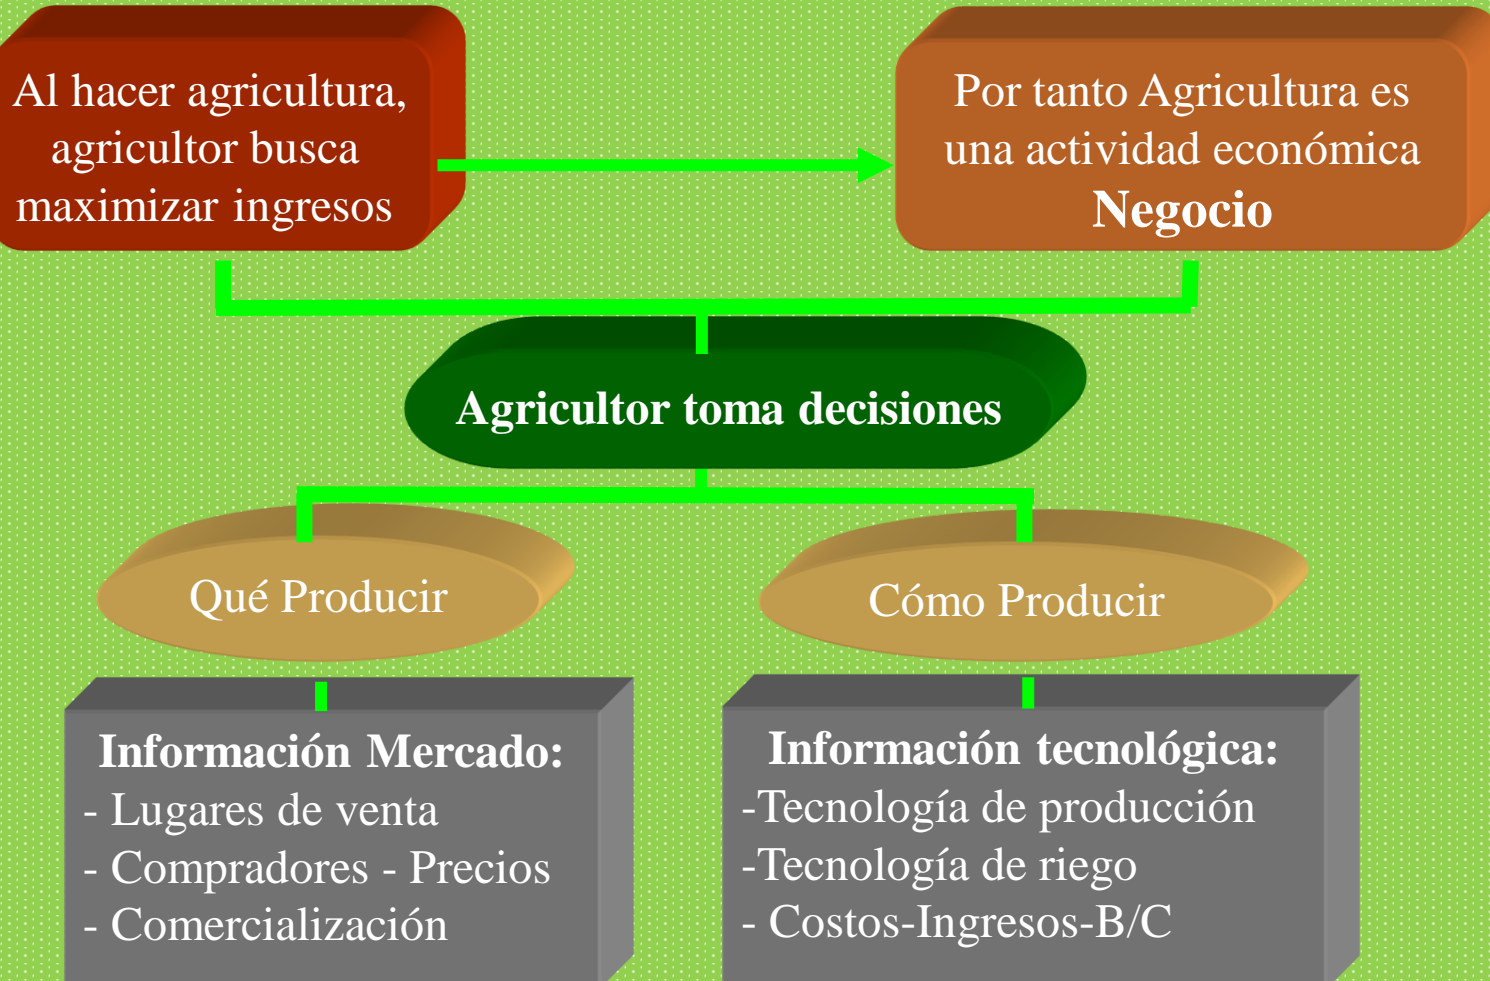 Al hacer agricultura,
agricultor busca
maximizar ingresos
Por tanto Agricultura es
una actividad económica
Negocio
Agricultor toma decisiones
Qué Producir
Cómo Producir
Información Mercado:
- Lugares de venta
- Compradores - Precios
- Comercialización
Información tecnológica:
-Tecnología de producción
-Tecnología de riego
- Costos-Ingresos-B/C